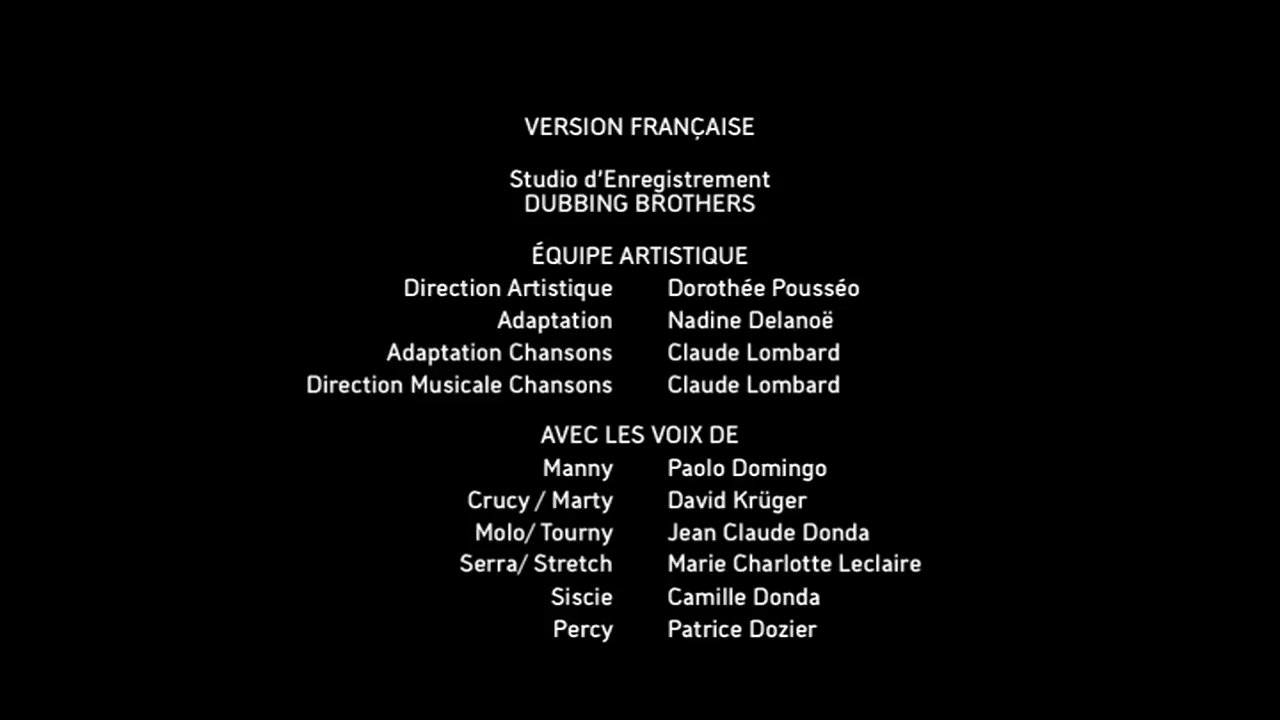 VERSION FRANÇAISE
Studio d'Enregistrement
DUBBING BROTHERS
ÉQUIPE ARTISTIQUE
Direction Artistique Dorothée Pousséo
Adaptation Nadine Delanoë
Adaptation Chansons Claude Lombard
Direction Musicale Chansons Claude Lombard
AVEC LES VOIX DE
Manny Paolo Domingo
Crucy / Marty David Krüger
Molo/ Tourny Jean Claude Donda
Serra/ Stretch Marie Charlotte Leclaire
Siscie Camille Donda
Percy Patrice Dozier